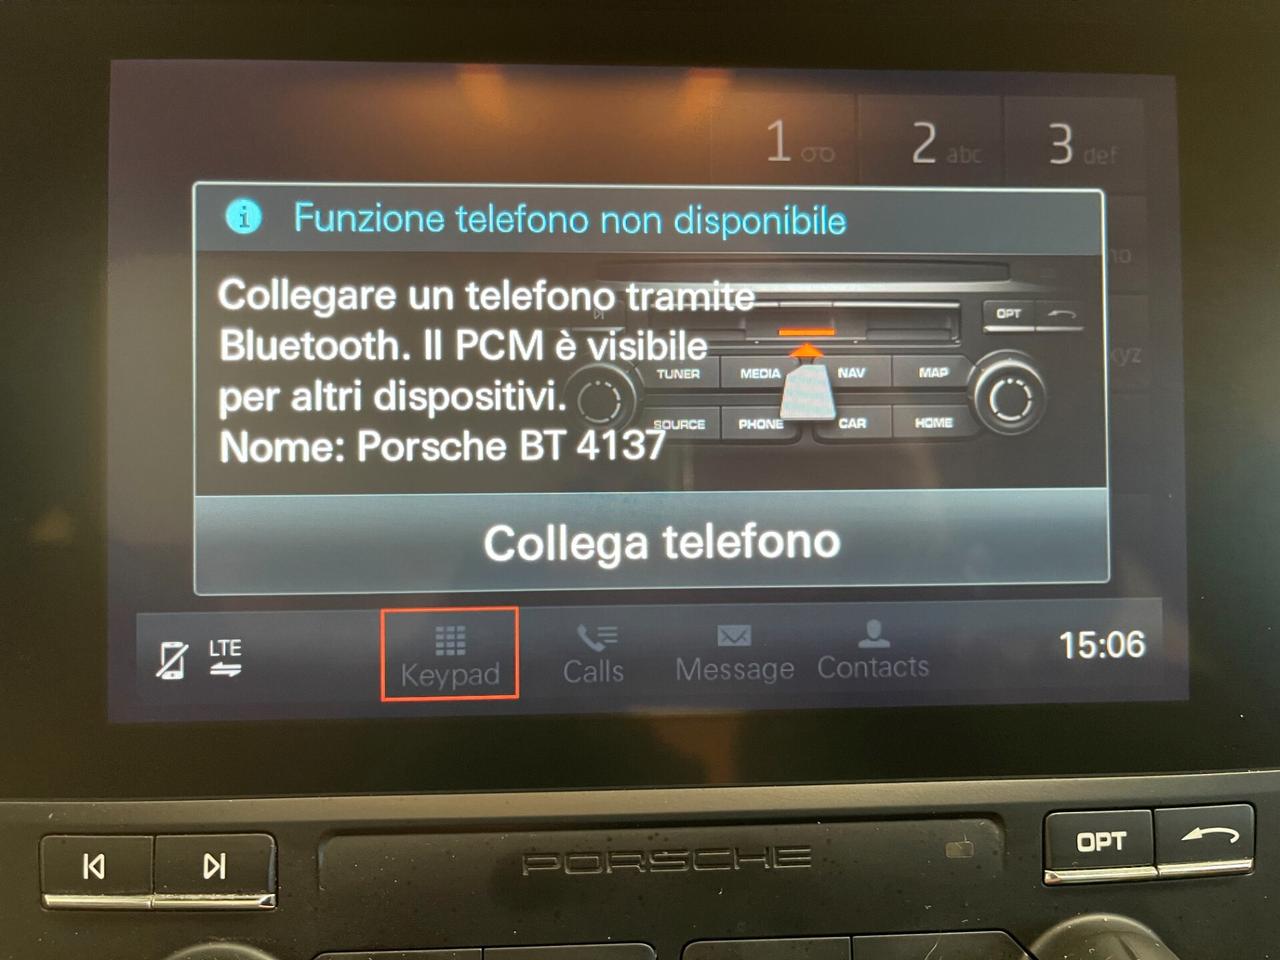 1 abc 2 abc 3 def
Funzione telefono non disponibile
Collegare un telefono tramite
Bluetooth. Il PCM è visibile
per altri dispositivi.
Nome: Porsche BT 4137
OPT
TUNER MEDIA NAV MAP
SOURCE PHONE CAR HOME
xyz
Collega telefono
LTE
Keypad Calls Message Contacts
15:06
PORSCHE
OPT